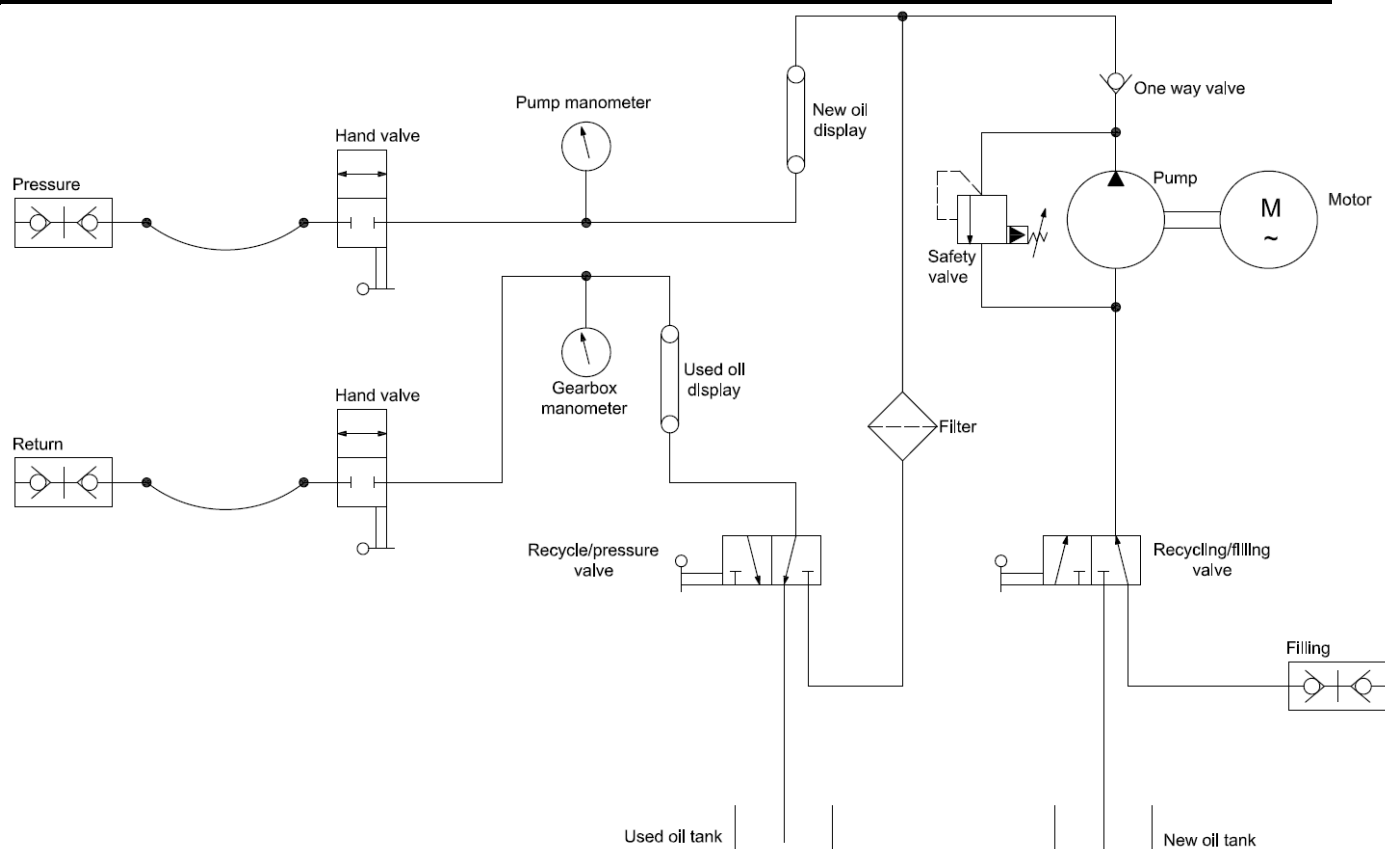 Pump manometer
New oil
display
One way valve
Hand valve
Pressure
Pump
Motor
M
~
Safety
valve
Used oil
display
Gearbox
manometer
Hand valve
Filter
Return
Recycle/pressure
valve
Recycling/filling
valve
Filling
Used oil tank
New oil tank